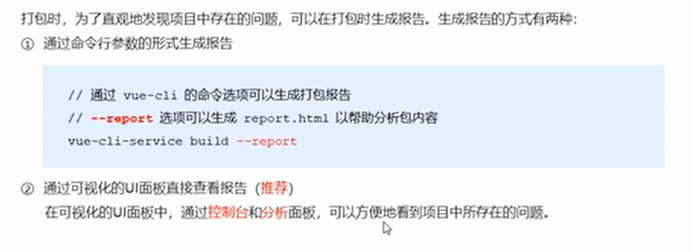 打包时，为了直观地发现项目中存在的问题，可以在打包时生成报告。生成报告的方式有两种：
① 通过命令行参数的形式生成报告
// 通过 vue-cli 的命令选项可以生成打包报告
// --report 选项可以生成 report.html 以帮助分析包内容
vue-cli-service build --report
② 通过可视化的UI面板直接查看报告（推荐）
在可视化的UI面板中，通过控制台和分析面板，可以方便地看到项目中所存在的问题。